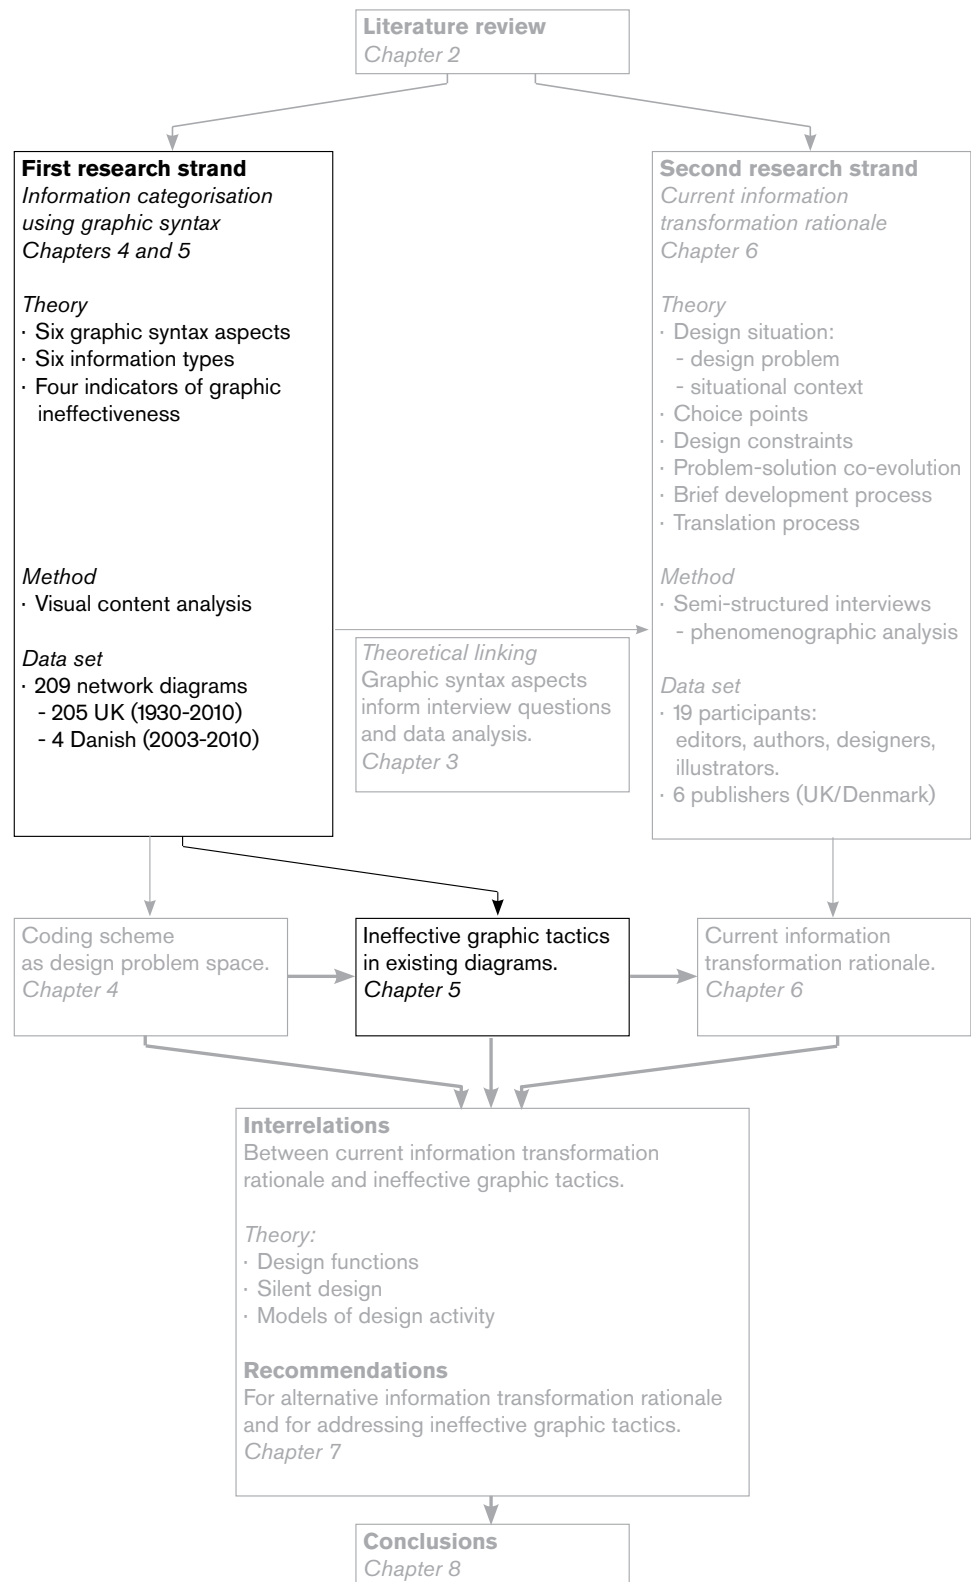 Literature review
Chapter 2
First research strand
Information categorisation
using graphic syntax
Chapters 4 and 5
Theory
· Six graphic syntax aspects
· Six information types
· Four indicators of graphic
ineffectiveness
Method
· Visual content analysis
Data set
· 209 network diagrams
- 205 UK (1930-2010)
- 4 Danish (2003-2010)
Theoretical linking
Graphic syntax aspects
inform interview questions
and data analysis.
Chapter 3
Second research strand
Current information
transformation rationale
Chapter 6
Theory
· Design situation:
- design problem
- situational context
· Choice points
· Design constraints
· Problem-solution co-evolution
· Brief development process
· Translation process
Method
· Semi-structured interviews
- phenomenographic analysis
Data set
· 19 participants:
editors, authors, designers,
illustrators.
· 6 publishers (UK/Denmark)
Coding scheme
as design problem space.
Chapter 4
Ineffective graphic tactics
in existing diagrams.
Chapter 5
Current information
transformation rationale.
Chapter 6
Interrelations
Between current information transformation
rationale and ineffective graphic tactics.
Theory:
· Design functions
· Silent design
· Models of design activity
Recommendations
For alternative information transformation rationale
and for addressing ineffective graphic tactics.
Chapter 7
Conclusions
Chapter 8